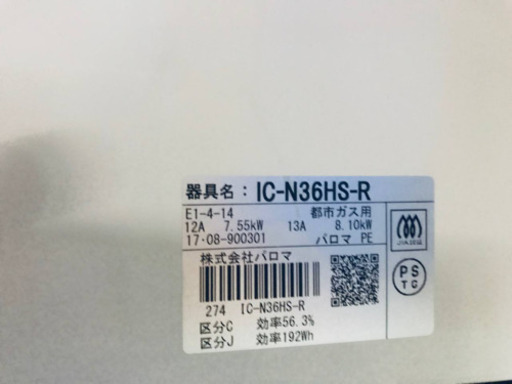 器具名: IC-N36HS-R
E1-4-14 都市ガス用
12A 7.55kW 13A 8.10kW
17-08-900301 パロマ PE
株式会社パロマ
274 IC-N36HS-R
区分C 効率56.3%
区分J 効率192Wh
PS
TG